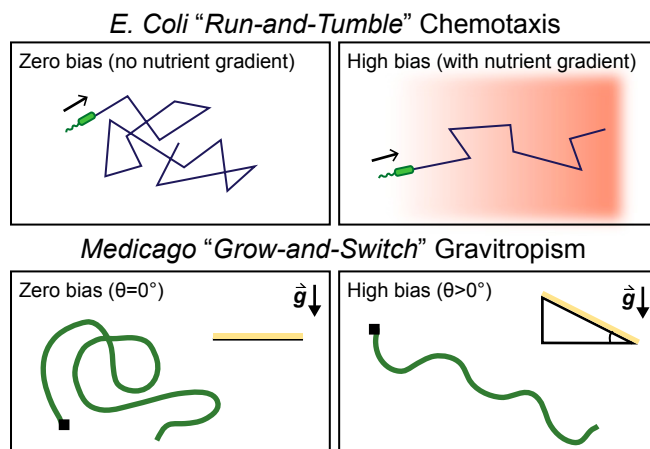 E. Coli “Run-and-Tumble” Chemotaxis
Zero bias (no nutrient gradient)
High bias (with nutrient gradient)
Medicago “Grow-and-Switch” Gravitropism
Zero bias (θ=0°)
g⃗
High bias (θ>0°)
g⃗